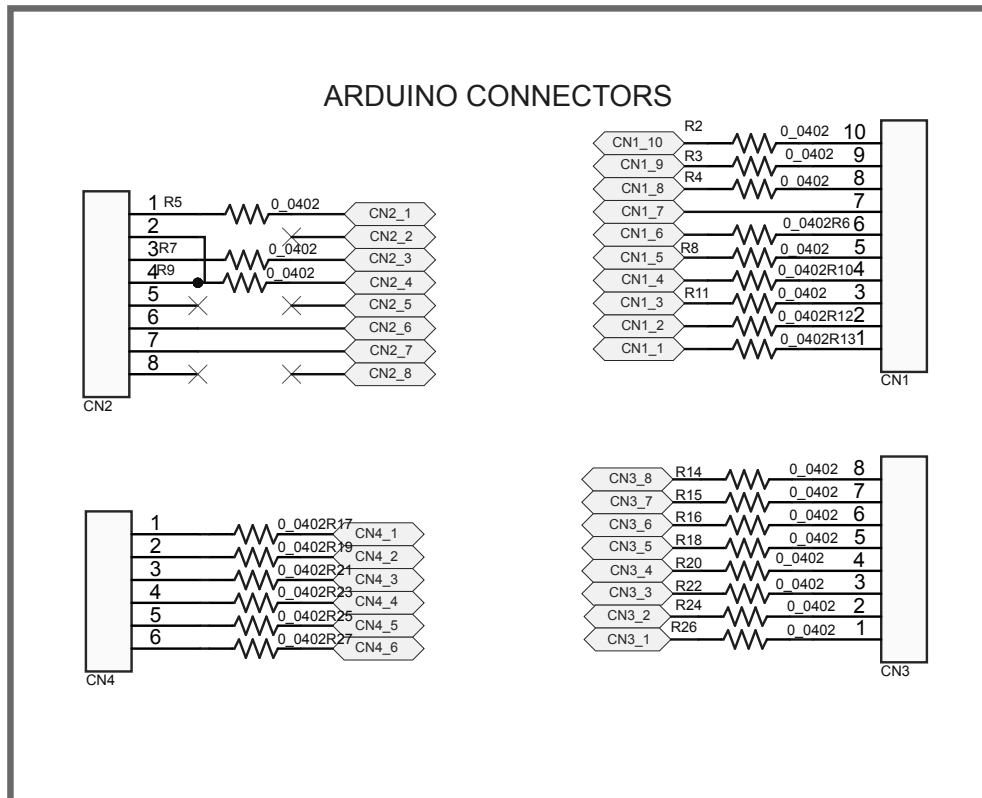 ARDUINO CONNECTORS
1 R5 0_0402 CN2_1
2 CN2_2
3 R7 0_0402 CN2_3
4 R9 0_0402 CN2_4
5 CN2_5
6 CN2_6
7 CN2_7
8 CN2_8
CN2
CN1_10 R2 0_0402 10
CN1_9 R3 0_0402 9
CN1_8 R4 0_0402 8
CN1_7 7
CN1_6 0_0402R6 6
CN1_5 R8 0_0402 5
CN1_4 0_0402R10 4
CN1_3 R11 0_0402 3
CN1_2 0_0402R12 2
CN1_1 0_0402R13 1
CN1
1 0_0402R17 CN4_1
2 0_0402R19 CN4_2
3 0_0402R21 CN4_3
4 0_0402R23 CN4_4
5 0_0402R25 CN4_5
6 0_0402R27 CN4_6
CN4
CN3_8 R14 0_0402 8
CN3_7 R15 0_0402 7
CN3_6 R16 0_0402 6
CN3_5 R18 0_0402 5
CN3_4 R20 0_0402 4
CN3_3 R22 0_0402 3
CN3_2 R24 0_0402 2
CN3_1 R26 0_0402 1
CN3